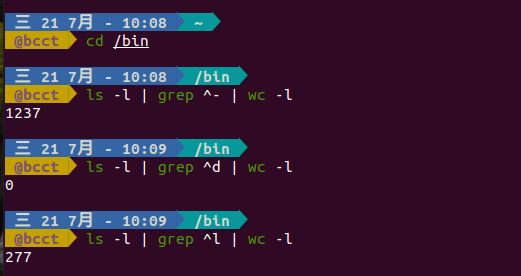 三 21 7月 - 10:08 ~
@bcct cd /bin
三 21 7月 - 10:08 /bin
@bcct ls -l | grep ^- | wc -l
1237
三 21 7月 - 10:09 /bin
@bcct ls -l | grep ^d | wc -l
0
三 21 7月 - 10:09 /bin
@bcct ls -l | grep ^l | wc -l
277